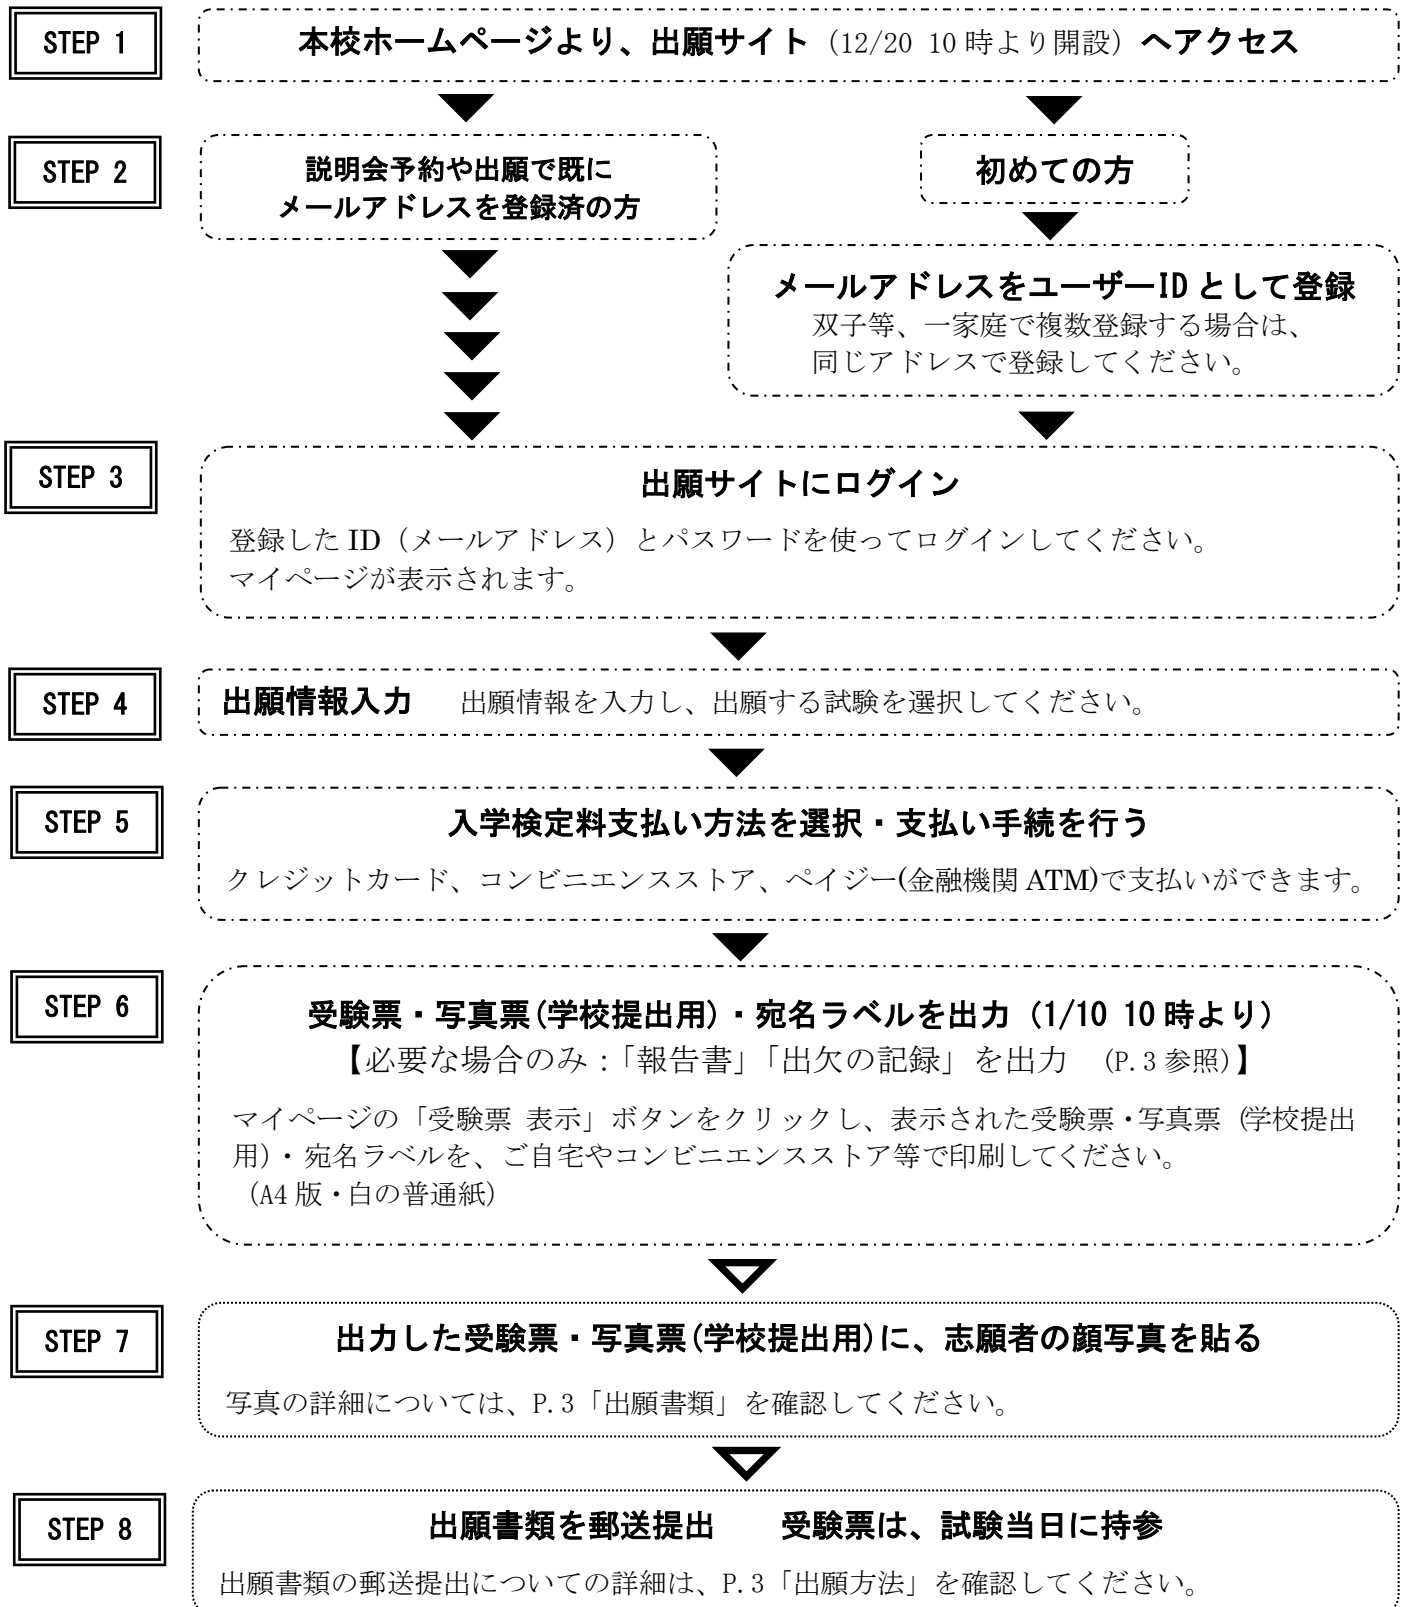 STEP 1
本校ホームページより、出願サイト（12/20 10時より開設）へアクセス
STEP 2
説明会予約や出願で既に
メールアドレスを登録済の方
初めての方
メールアドレスをユーザーIDとして登録
双子等、一家庭で複数登録する場合は、
同じアドレスで登録してください。
STEP 3
出願サイトにログイン
登録したID（メールアドレス）とパスワードを使ってログインしてください。
マイページが表示されます。
STEP 4
出願情報入力　出願情報を入力し、出願する試験を選択してください。
STEP 5
入学検定料支払い方法を選択・支払い手続を行う
クレジットカード、コンビニエンスストア、ペイジー(金融機関ATM)で支払いができます。
STEP 6
受験票・写真票(学校提出用)・宛名ラベルを出力（1/10 10時より）
【必要な場合のみ：「報告書」「出欠の記録」を出力　(P.3参照)】
マイページの「受験票 表示」ボタンをクリックし、表示された受験票・写真票（学校提出
用）・宛名ラベルを、ご自宅やコンビニエンスストア等で印刷してください。
（A4版・白の普通紙）
STEP 7
出力した受験票・写真票(学校提出用)に、志願者の顔写真を貼る
写真の詳細については、P.3「出願書類」を確認してください。
STEP 8
出願書類を郵送提出　　受験票は、試験当日に持参
出願書類の郵送提出についての詳細は、P.3「出願方法」を確認してください。